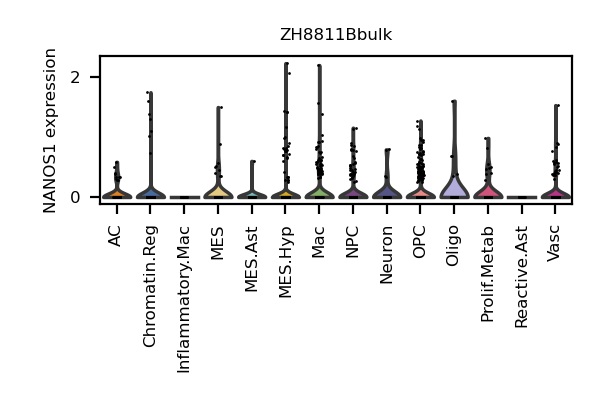 ZH8811Bbulk
NANOS1 expression
2
0
AC
Chromatin.Reg
Inflammatory.Mac
MES
MES.Ast
MES.Hyp
Mac
NPC
Neuron
OPC
Oligo
Prolif.Metab
Reactive.Ast
Vasc